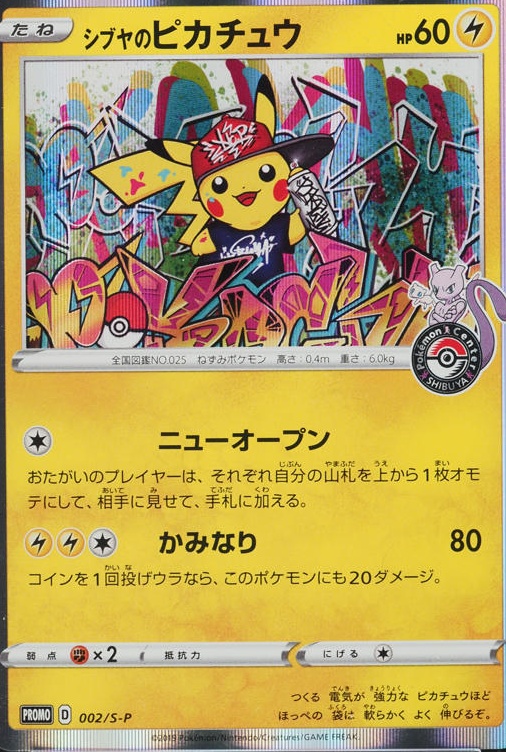 たね シブヤのピカチュウ HP60
Pokémon Center
SHIBUYA
全国図鑑NO.025 ねずみポケモン 高さ:0.4m 重さ:6.0kg
ニューオープン
おたがいのプレイヤーは、それぞれ自分の山札を上から1枚オモ
テにして、相手に見せて、手札に加える。
かみなり 80
コインを1回投げウラなら、このポケモンにも20ダメージ。
弱点 ×2 抵抗力 にげる
つくる 電気が 強力な ピカチュウほど
ほっぺの 袋は 軟らかく よく 伸びるぞ。
PROMO D 002/S-P
©2019 Pokémon/Nintendo/Creatures/GAME FREAK.